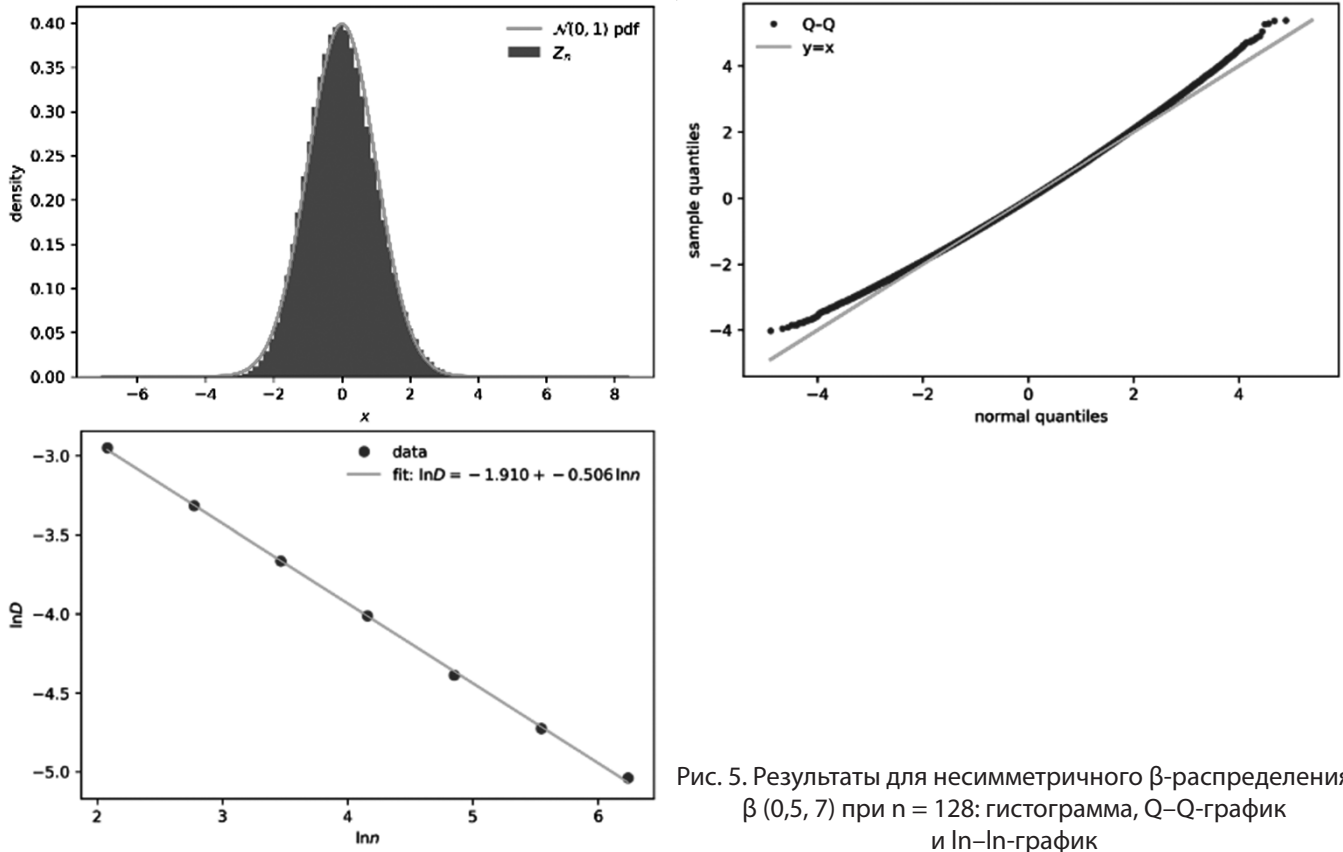 0.40
0.35
0.30
0.25
0.20
0.15
0.10
0.05
0.00
density
𝒩(0, 1) pdf
Zₙ
−6 −4 −2 0 2 4 6 8
x
4
2
0
−2
−4
sample quantiles
Q–Q
y=x
−4 −2 0 2 4
normal quantiles
−3.0
−3.5
−4.0
−4.5
−5.0
lnD
data
fit: lnD = −1.910 + −0.506 lnn
2 3 4 5 6
lnn
Рис. 5. Результаты для несимметричного β-распределения
β (0,5, 7) при n = 128: гистограмма, Q–Q-график
и ln–ln-график